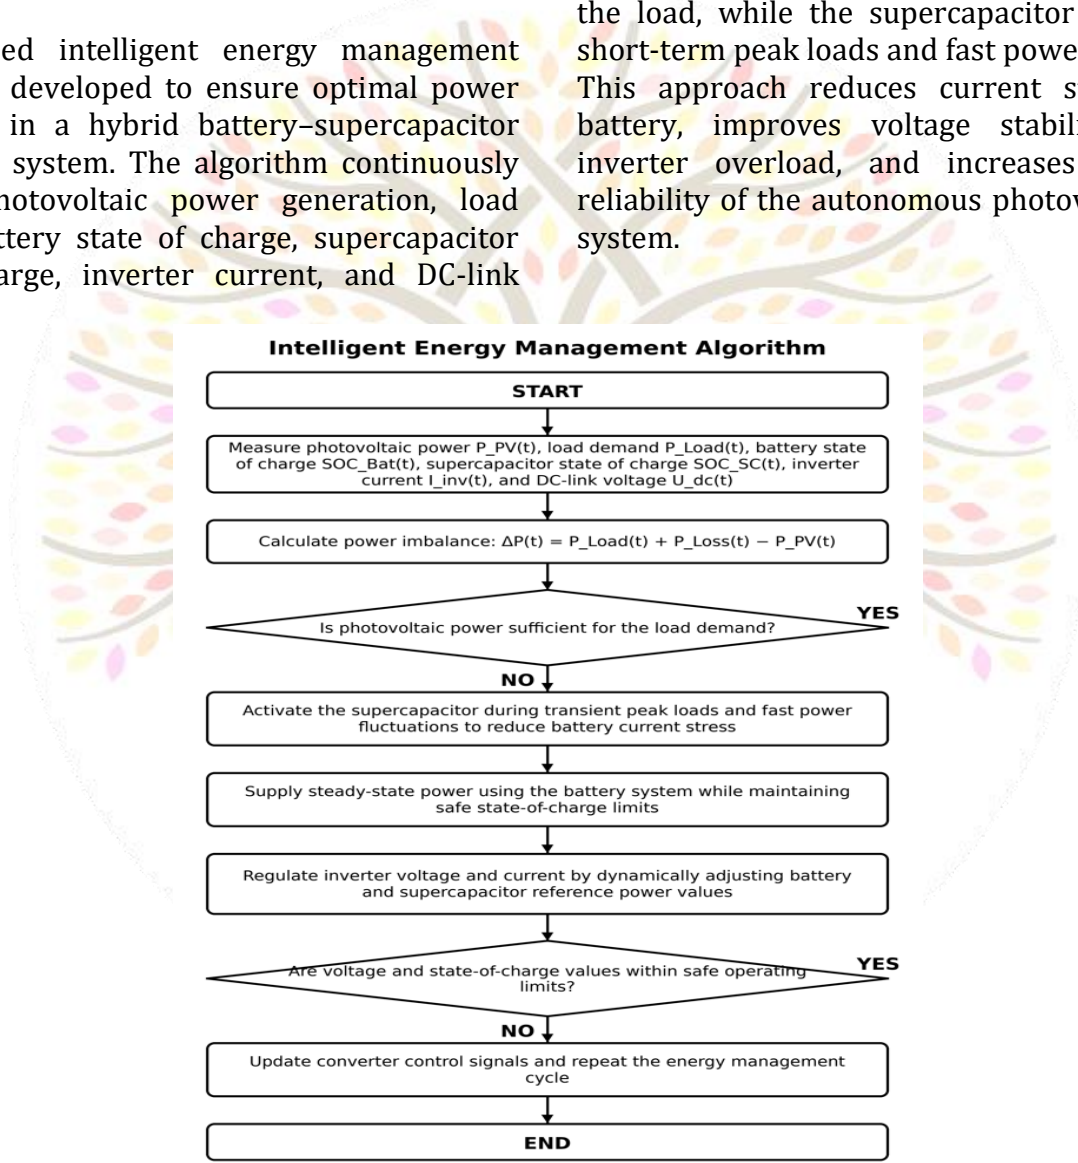 ed intelligent energy management
developed to ensure optimal power
in a hybrid battery–supercapacitor
system. The algorithm continuously
power generation, load
state of charge, supercapacitor
inverter current, and DC-link
the load, while the supercapacitor
short-term peak loads and fast power
This approach reduces current
battery, improves voltage
inverter overload, and increases
reliability of the autonomous
system.
Intelligent Energy Management Algorithm
START
Measure photovoltaic power P_PV(t), load demand P_Load(t), battery state
of charge SOC_Bat(t), supercapacitor state of charge SOC_SC(t), inverter
current I_inv(t), and DC-link voltage U_dc(t)
Calculate power imbalance: ΔP(t) = P_Load(t) + P_Loss(t) − P_PV(t)
Is photovoltaic power sufficient for the load demand?
YES
NO
Activate the supercapacitor during transient peak loads and fast power
fluctuations to reduce battery current stress
Supply steady-state power using the battery system while maintaining
safe state-of-charge limits
Regulate inverter voltage and current by dynamically adjusting battery
and supercapacitor reference power values
Are voltage and state-of-charge values within safe operating
limits?
YES
NO
Update converter control signals and repeat the energy management
cycle
END